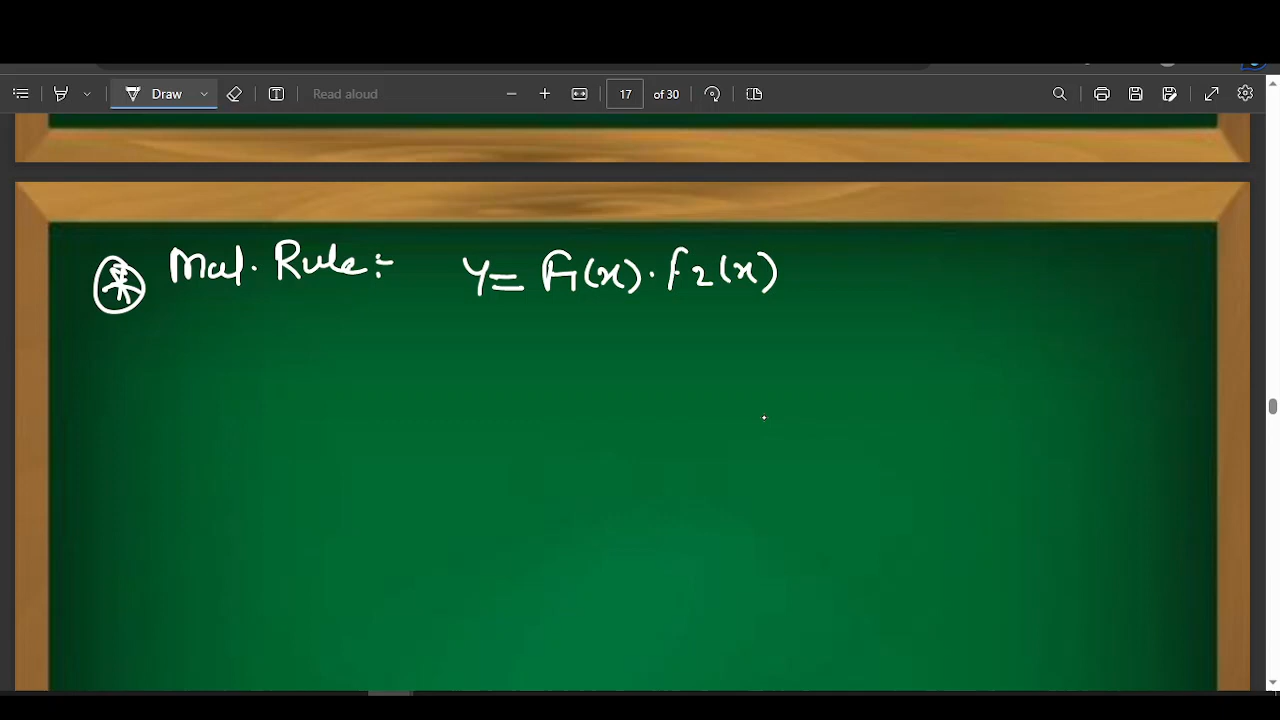 Draw
Read aloud
17 of 30
Mul. Rule:- Y = F1(x) · F2(x)